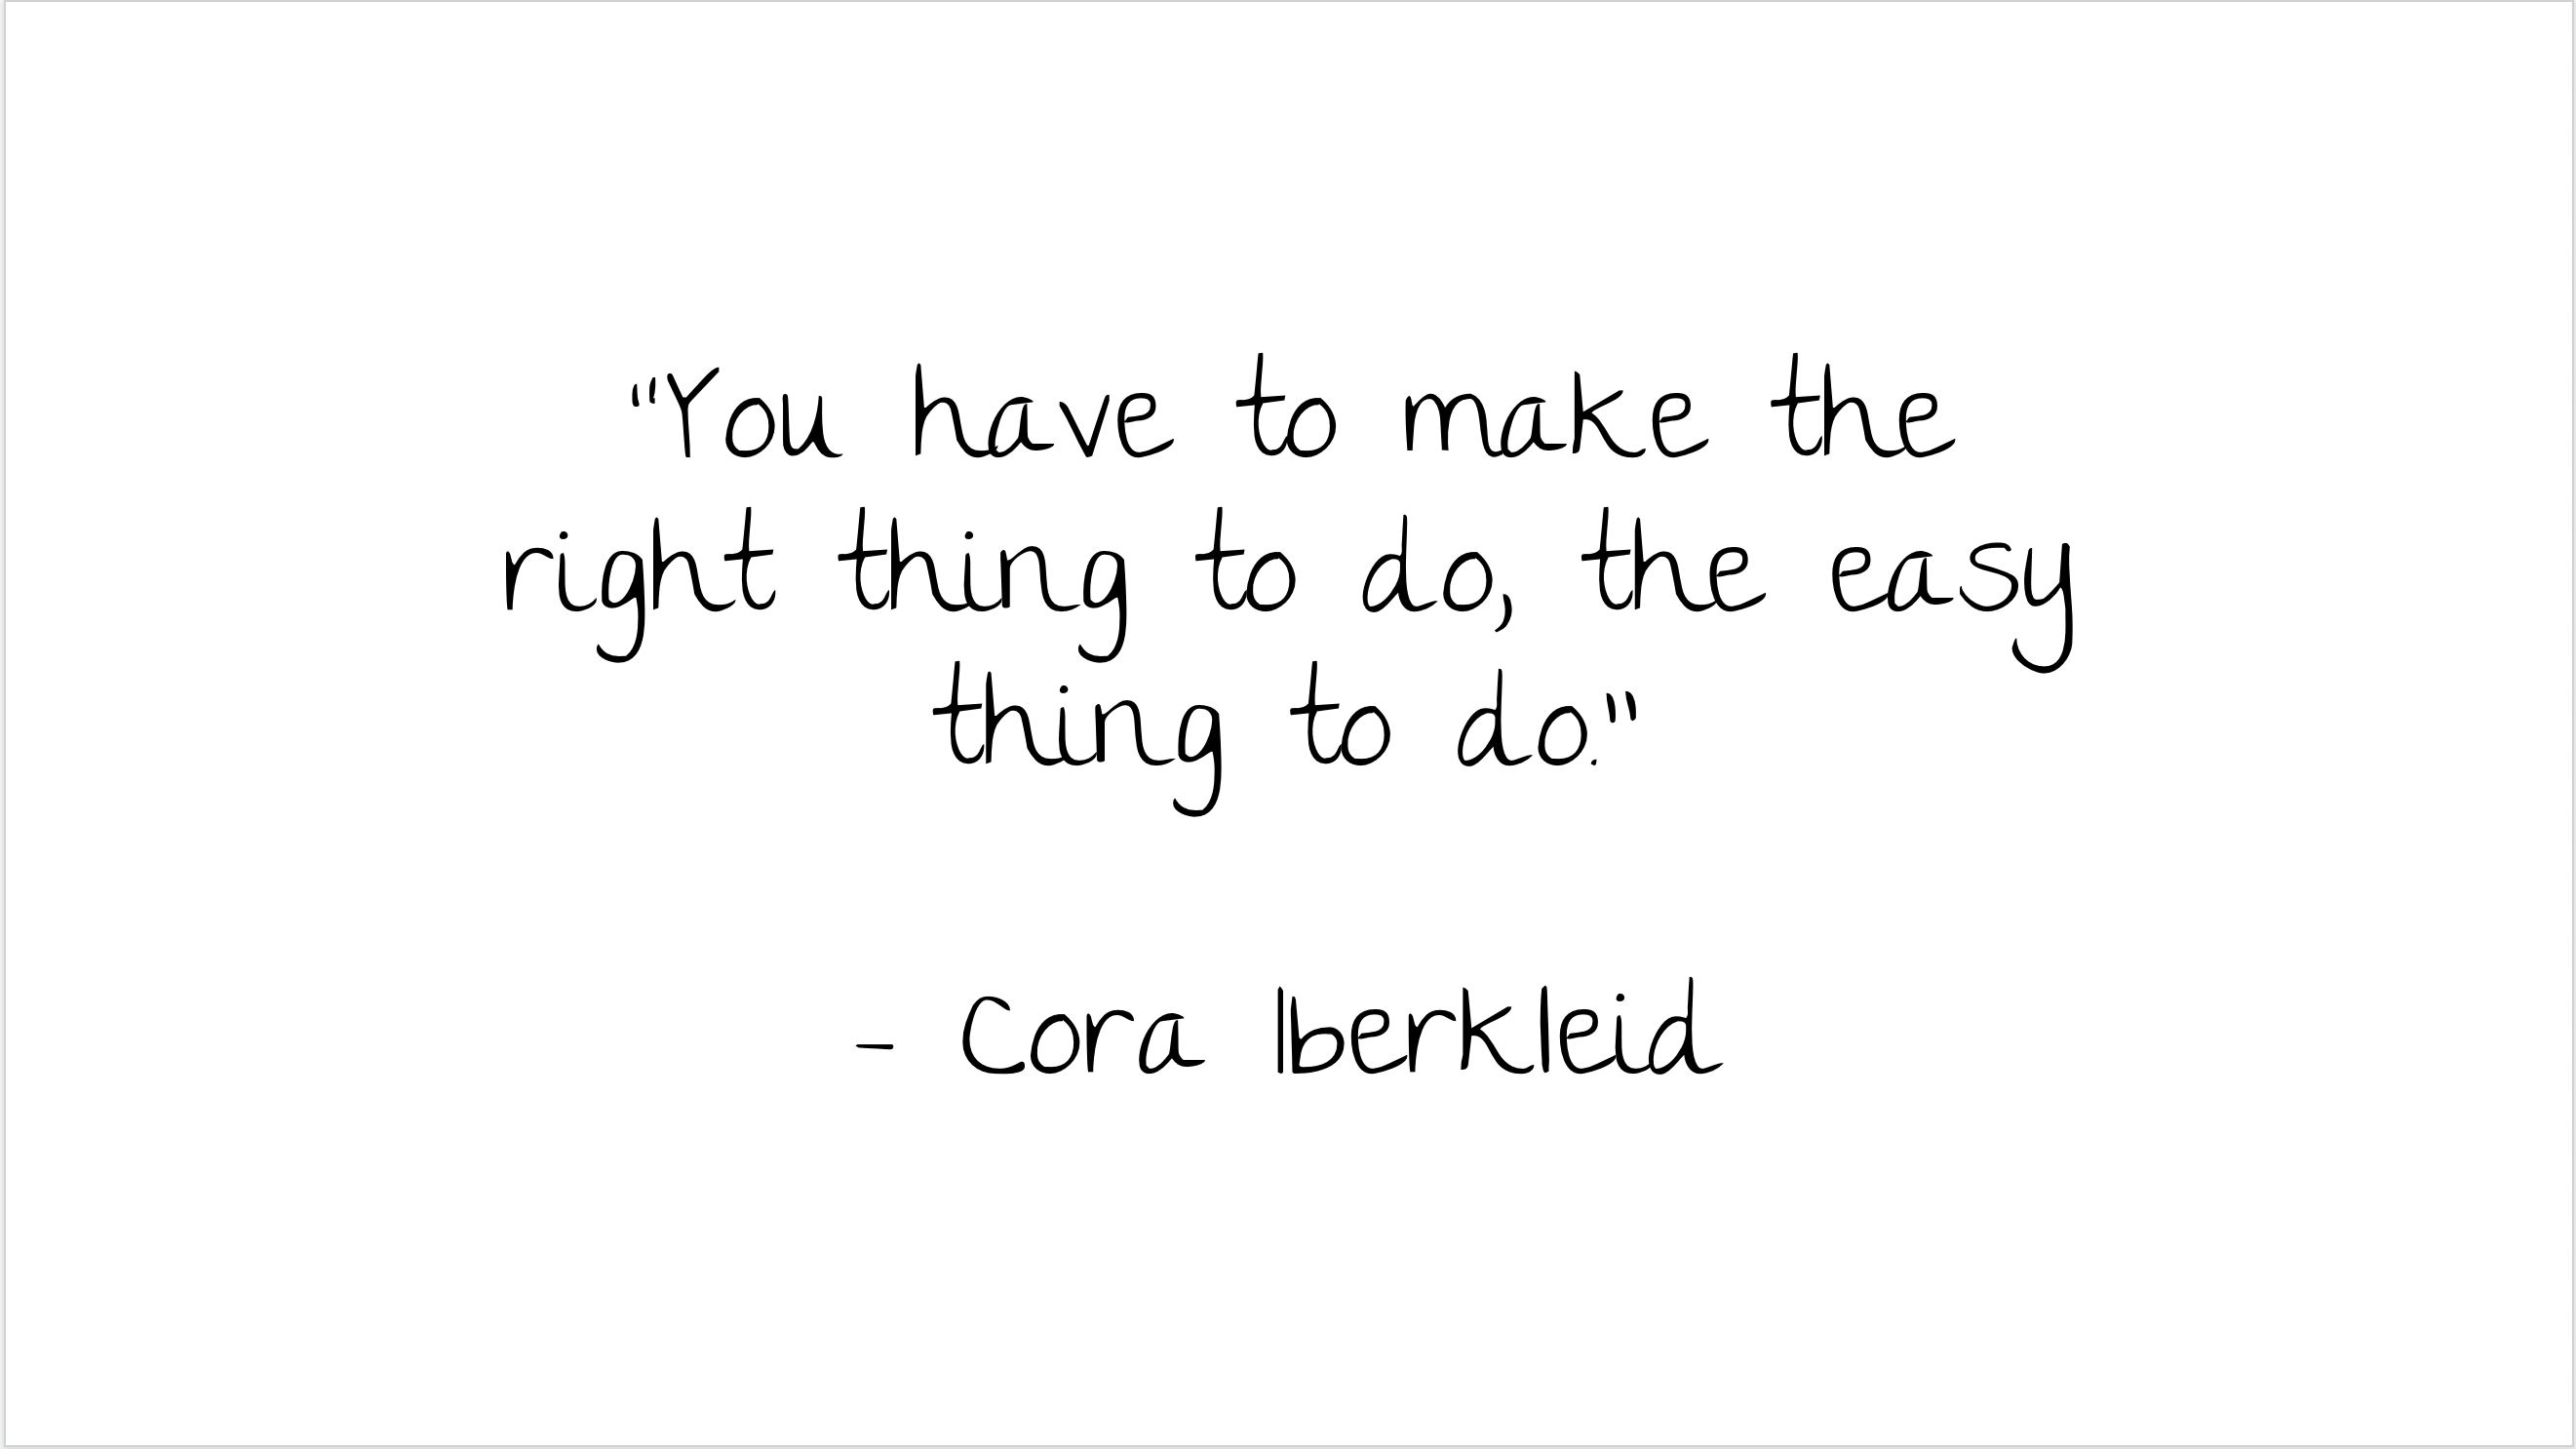 "You have to make the
right thing to do, the easy
thing to do."
- Cora Iberkleid